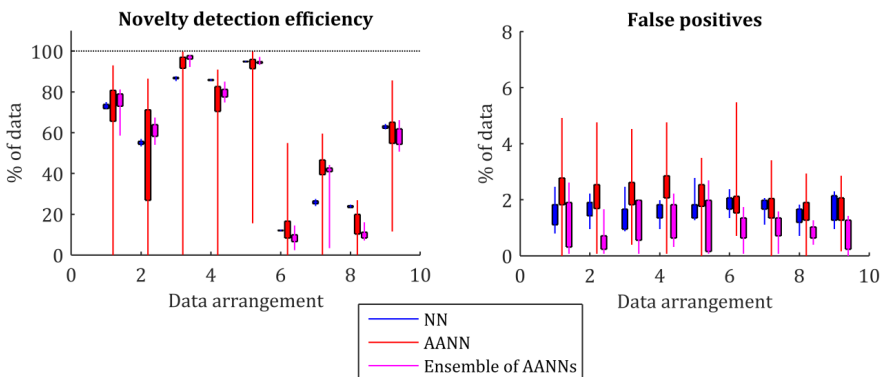 Novelty detection efficiency
100
80
60
40
20
0
% of data
0 2 4 6 8 10
Data arrangement
False positives
8
6
4
2
0
% of data
0 2 4 6 8 10
Data arrangement
NN
AANN
Ensemble of AANNs